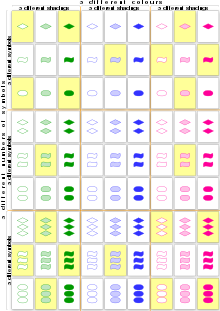 3 different colours
3 different shadings 3 different shadings 3 different shadings
3 different numbers of symbols
3 different symbols
3 different symbols
3 different symbols